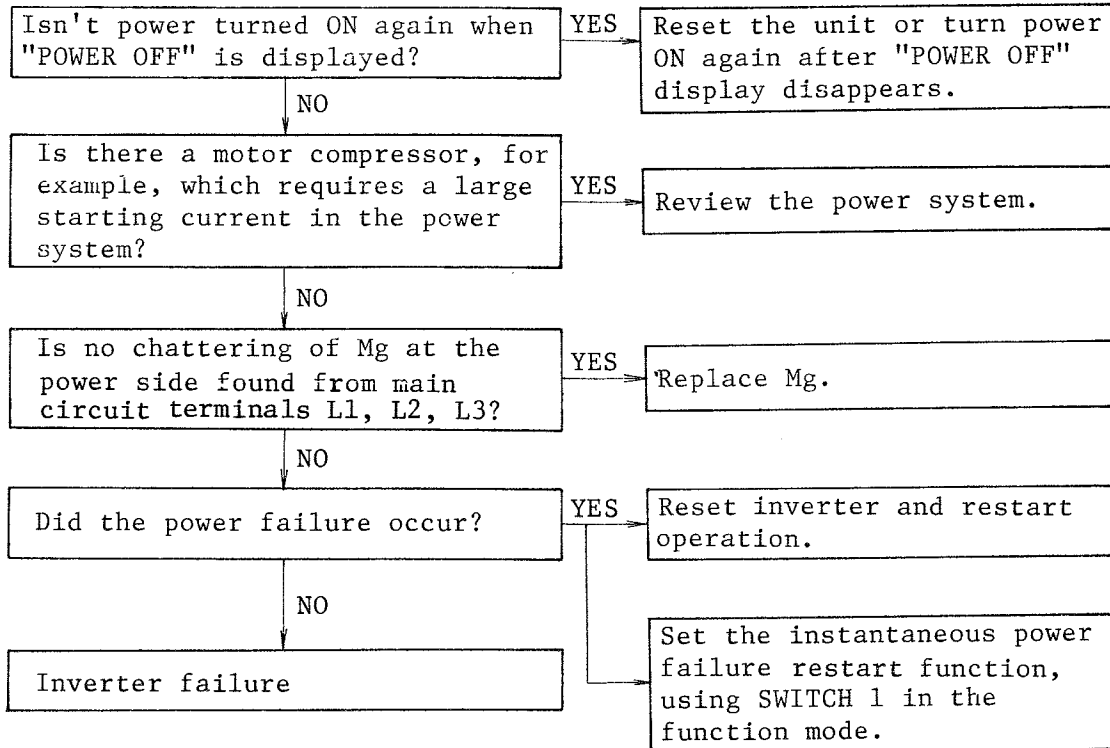 Isn't power turned ON again when
"POWER OFF" is displayed?
YES
Reset the unit or turn power
ON again after "POWER OFF"
display disappears.
NO
Is there a motor compressor, for
example, which requires a large
starting current in the power
system?
YES
Review the power system.
NO
Is no chattering of Mg at the
power side found from main
circuit terminals L1, L2, L3?
YES
Replace Mg.
NO
Did the power failure occur?
YES
Reset inverter and restart
operation.
NO
Set the instantaneous power
failure restart function,
using SWITCH 1 in the
function mode.
Inverter failure